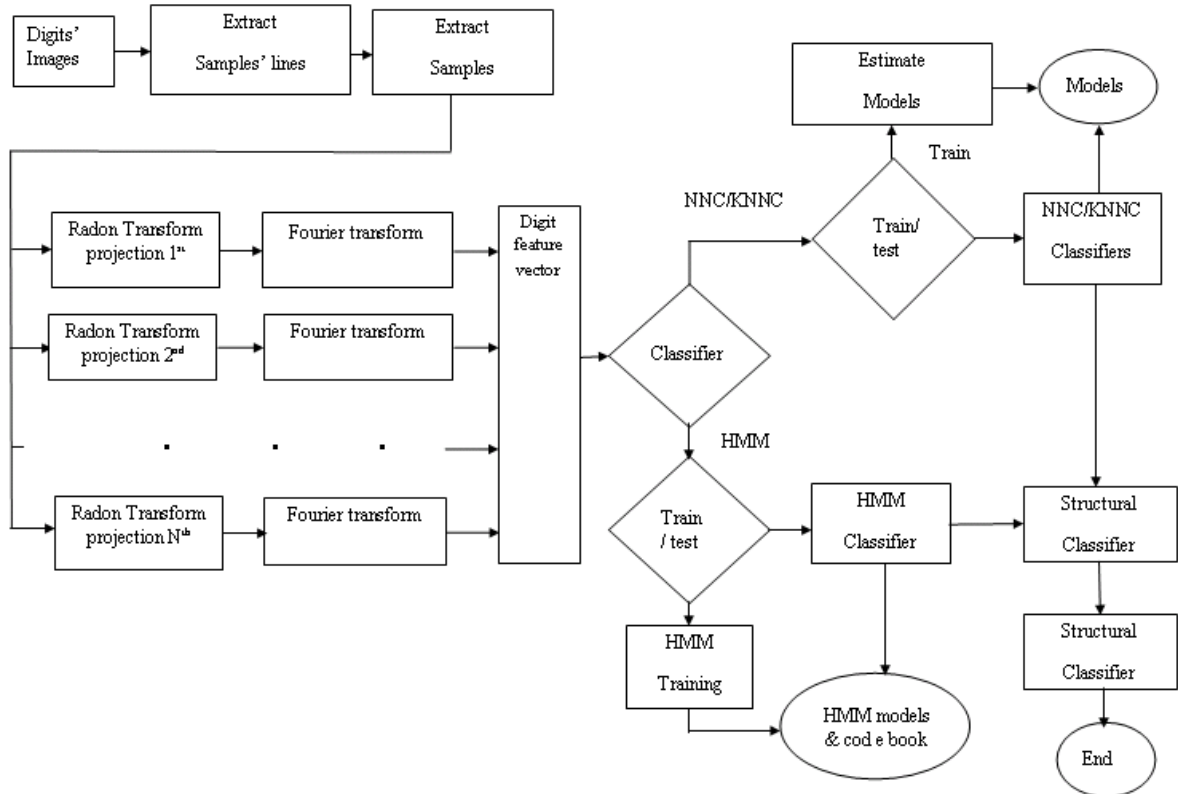 Digits'
Images
Extract
Samples' lines
Extract
Samples
Estimate
Models
Models
Train
NNC/KNNC
Train/
test
NNC/KNNC
Classifiers
Radon Transform
projection 1st
Fourier transform
Digit
feature
vector
Radon Transform
projection 2nd
Fourier transform
Classifier
HMM
Radon Transform
projection Nth
Fourier transform
Train
/ test
HMM
Classifier
Structural
Classifier
HMM
Training
Structural
Classifier
HMM models
& cod e book
End